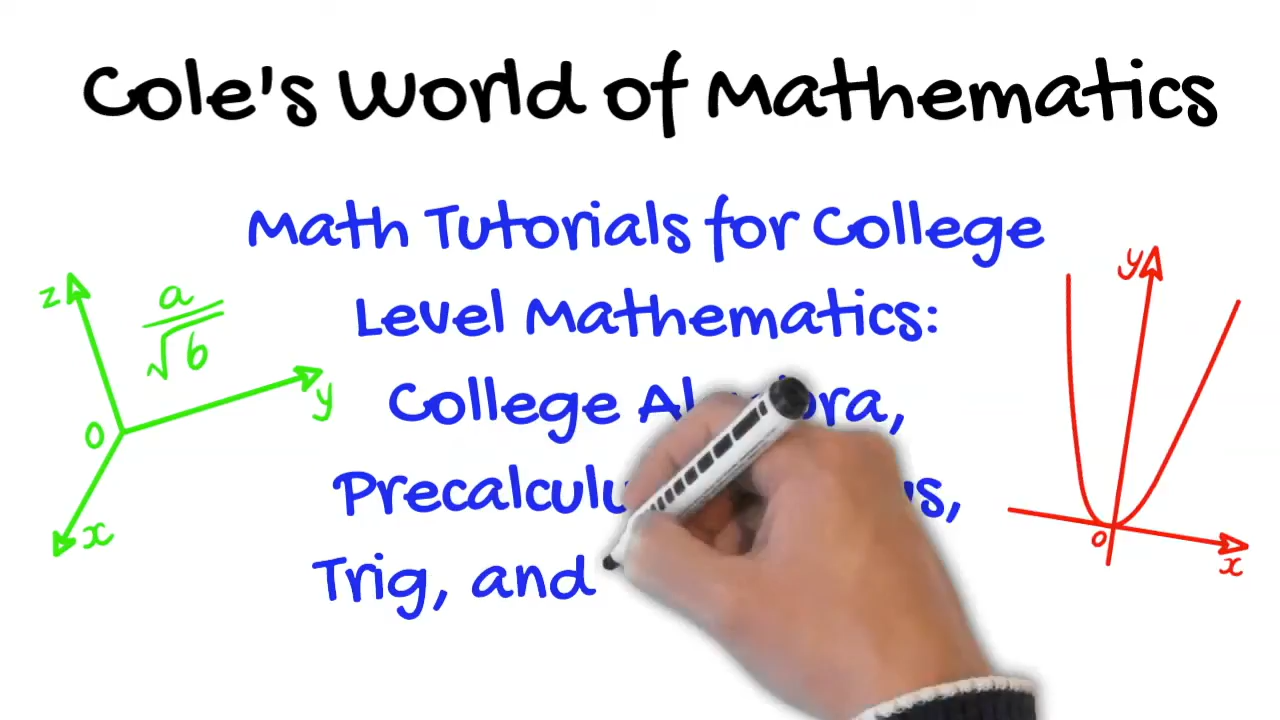 Cole's World of Mathematics
Math Tutorials for College
Level Mathematics:
College
Trig, and
z
a
√b
y
O
x
y
O
x